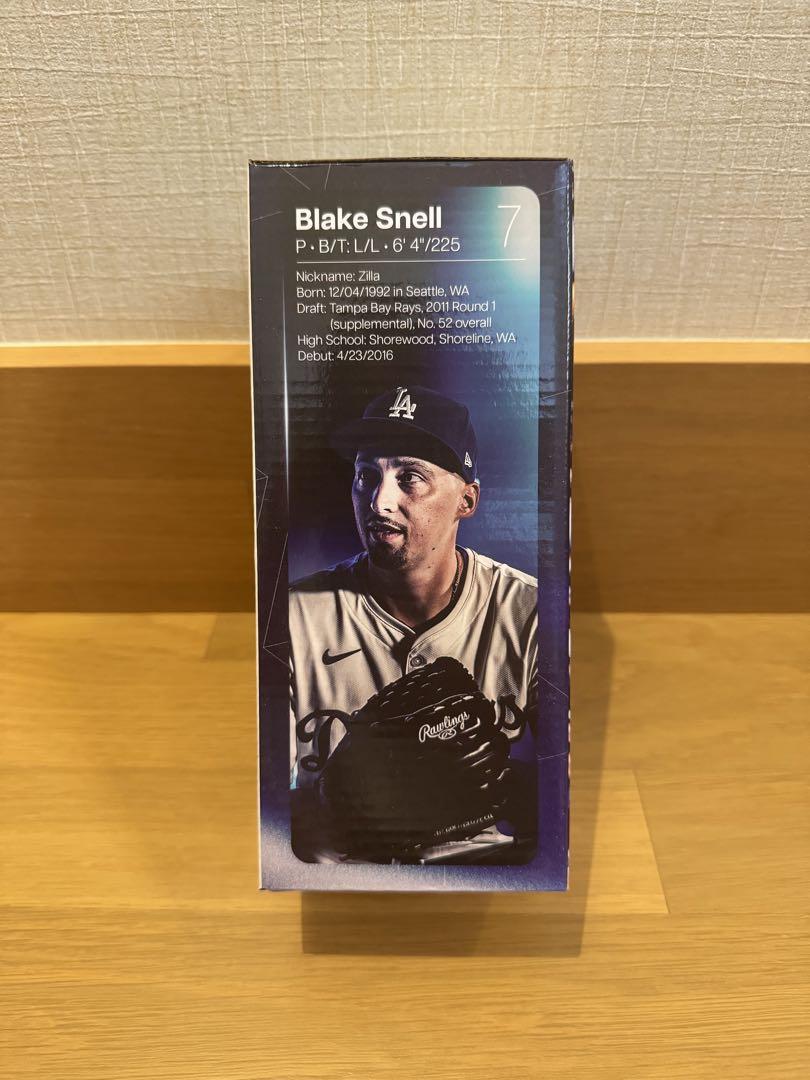 Blake Snell
7
P • B/T: L/L • 6' 4"/225
Nickname: Zilla
Born: 12/04/1992 in Seattle, WA
Draft: Tampa Bay Rays, 2011 Round 1
(supplemental), No. 52 overall
High School: Shorewood, Shoreline, WA
Debut: 4/23/2016
LA
Rawlings
R